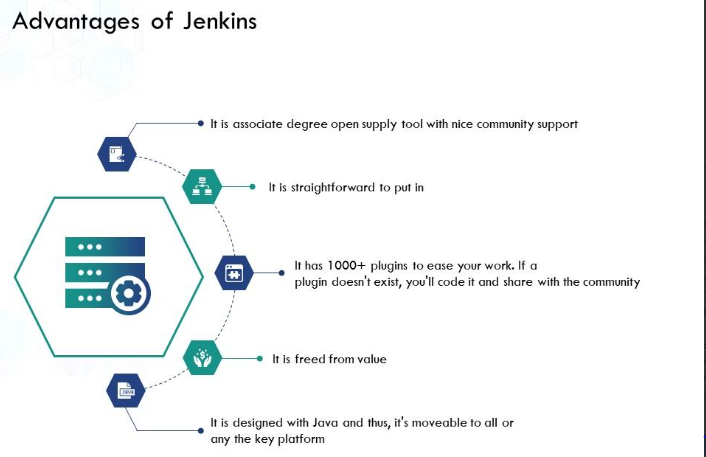 Advantages of Jenkins
It is associate degree open supply tool with nice community support
It is straightforward to put in
It has 1000+ plugins to ease your work. If a
plugin doesn't exist, you'll code it and share with the community
It is freed from value
JAVA
It is designed with Java and thus, it's moveable to all or
any the key platform